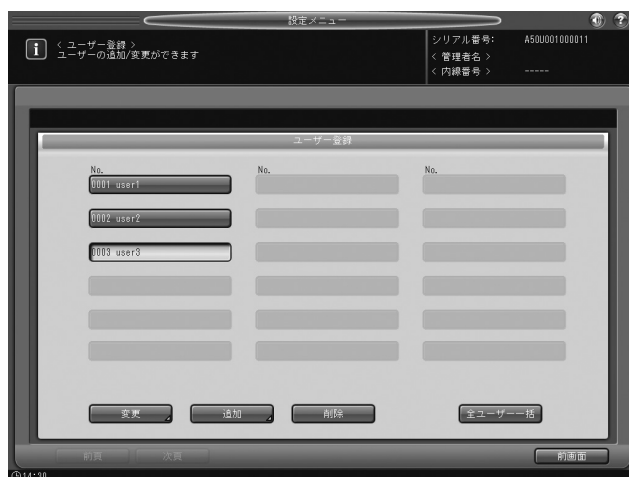 設定メニュー
?
i
< ユーザー登録 >
ユーザーの追加/変更ができます
シリアル番号: A50U001000011
< 管理者名 >
< 内線番号 > -----
ユーザー登録
No. No. No.
0001 user1
0002 user2
0003 user3
変更 追加 削除 全ユーザー一括
前頁 次頁 前画面
14:30